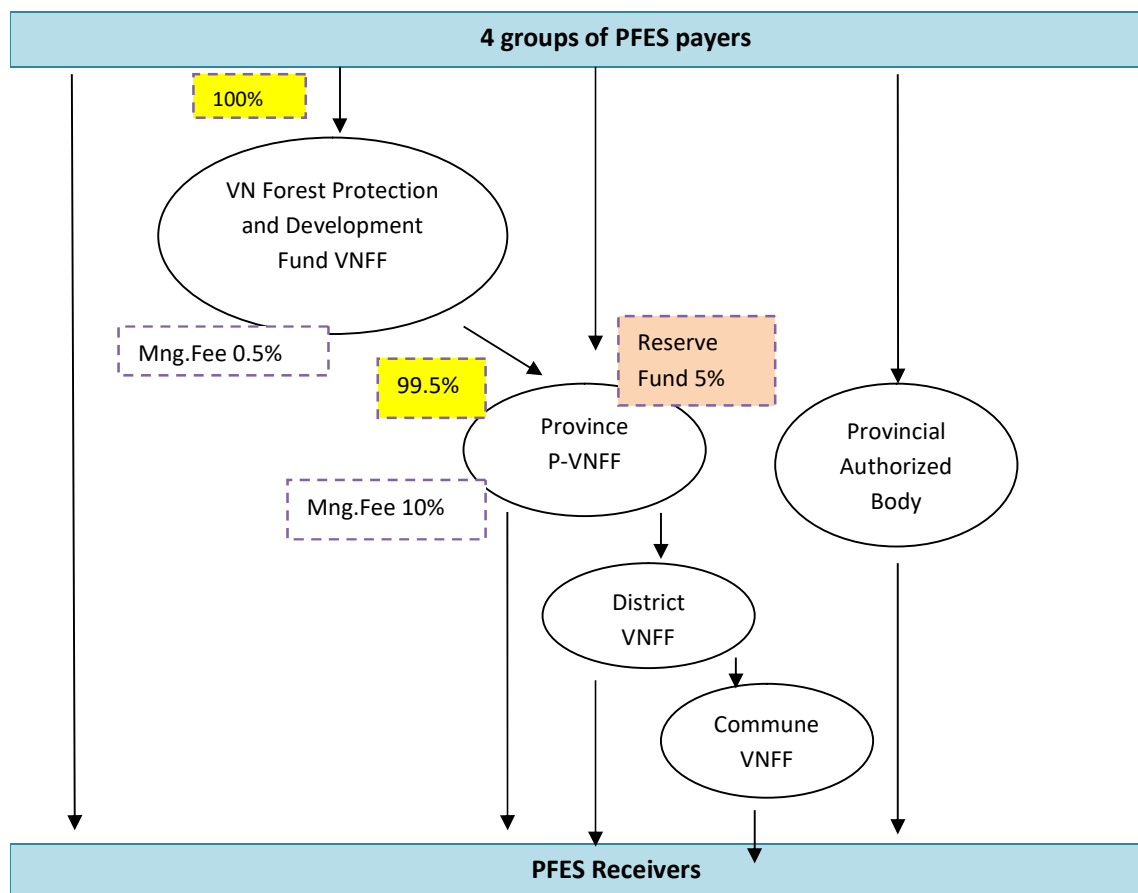 4 groups of PFES payers
100%
VN Forest Protection
and Development
Fund VNFF
Mng.Fee 0.5%
Reserve
Fund 5%
99.5%
Province
P-VNFF
Provincial
Authorized
Body
Mng.Fee 10%
District
VNFF
Commune
VNFF
PFES Receivers